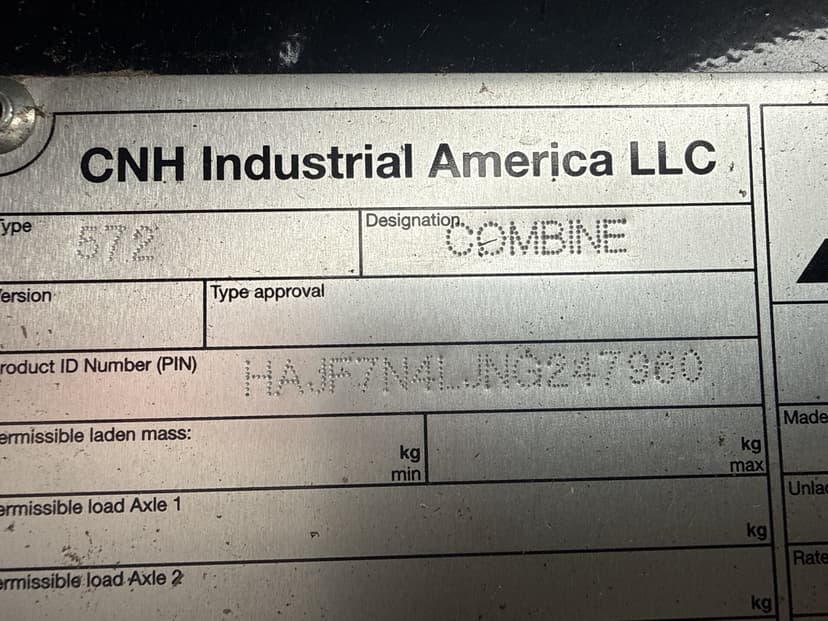 CNH Industrial America LLC
ype
572
Designation
COMBINE
ersion
Type approval
roduct ID Number (PIN)
HAJF7N4LJNG247960
ermissible laden mass:
kg
min
kg
max
Made
ermissible load Axle 1
kg
Unla
ermissible load Axle 2
kg
Rate